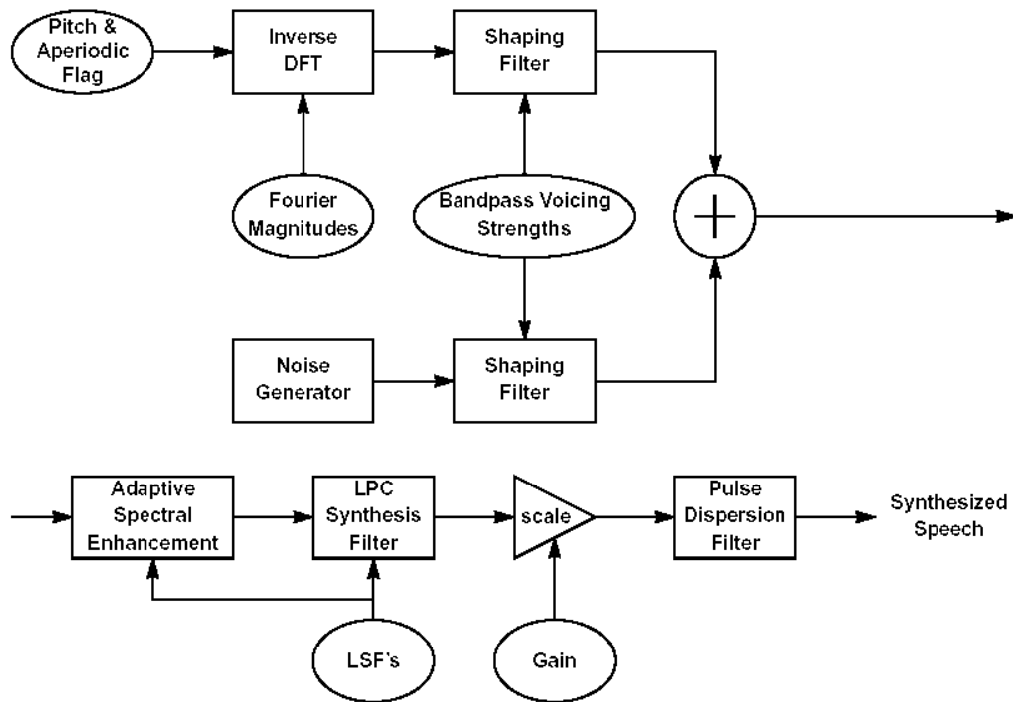 Pitch &
Aperiodic
Flag
Inverse
DFT
Shaping
Filter
Fourier
Magnitudes
Bandpass Voicing
Strengths
Noise
Generator
Shaping
Filter
Adaptive
Spectral
Enhancement
LPC
Synthesis
Filter
scale
Pulse
Dispersion
Filter
Synthesized
Speech
LSF's
Gain